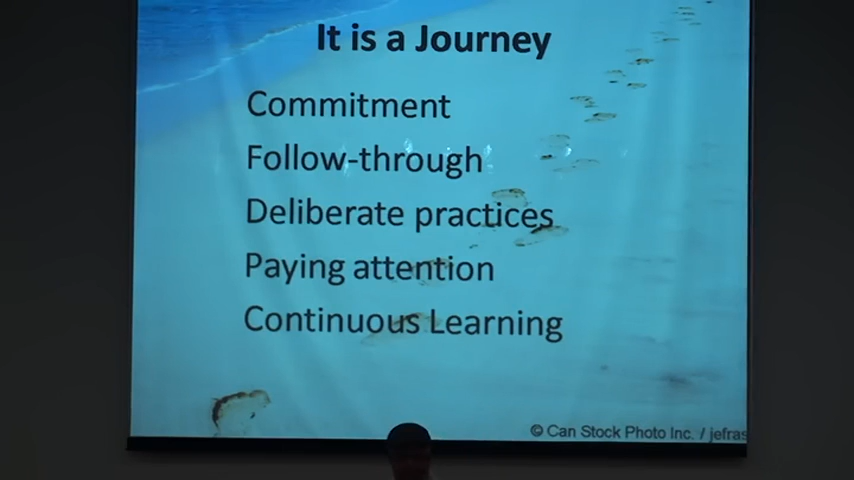 It is a Journey
Commitment
Follow-through
Deliberate practices
Paying attention
Continuous Learning
© Can Stock Photo Inc. / jefras